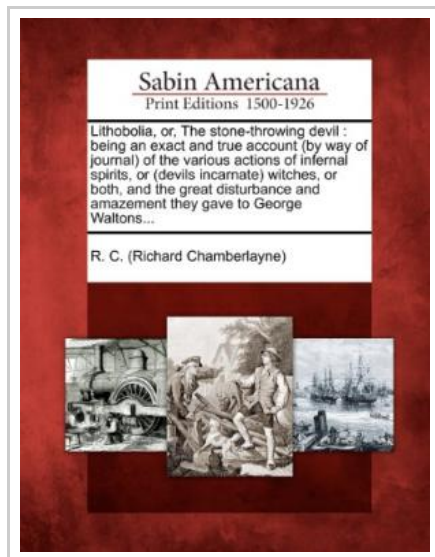 Sabin Americana
Print Editions 1500-1926
Lithobolia, or, The stone-throwing devil :
being an exact and true account (by way of
journal) of the various actions of infernal
spirits, or (devils incarnate) witches, or
both, and the great disturbance and
amazement they gave to George
Waltons...
R. C. (Richard Chamberlayne)